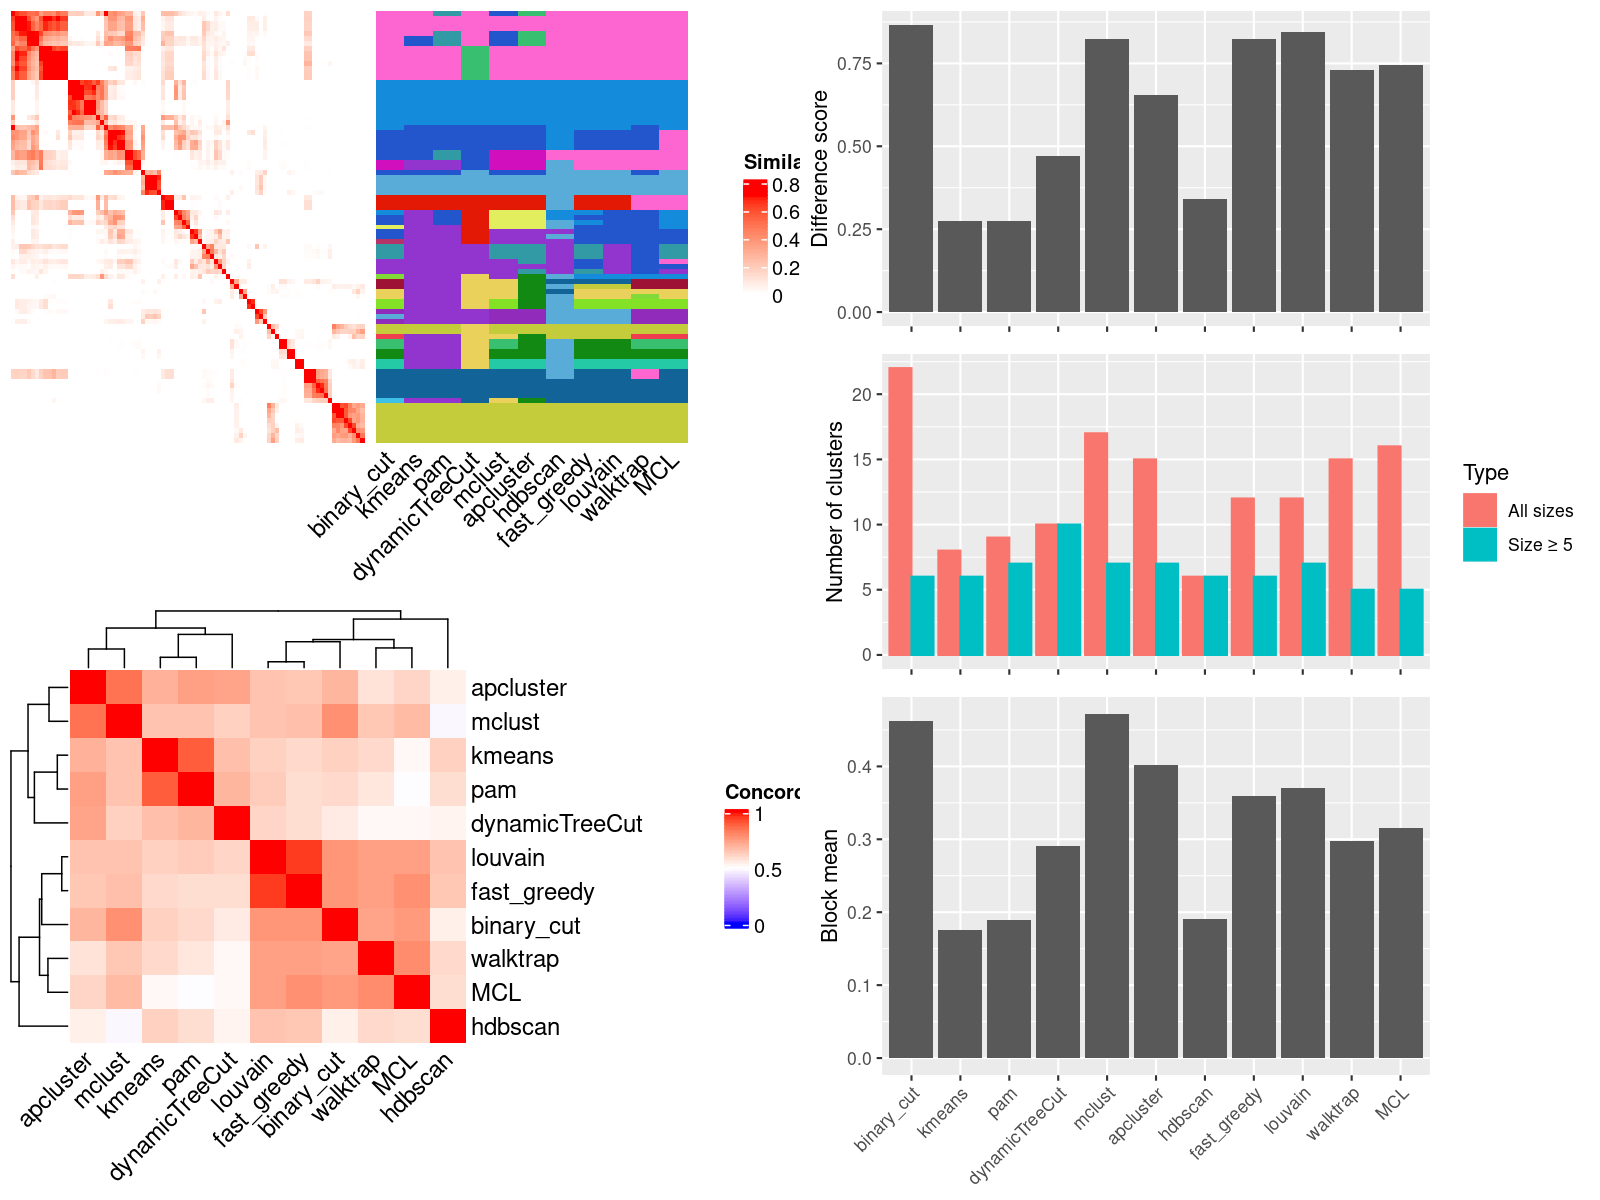 Simila
0.8
0.6
0.4
0.2
0
binary_cut
kmeans
pam
dynamicTreeCut
mclust
apcluster
hdbscan
fast_greedy
louvain
walktrap
MCL
apcluster
mclust
kmeans
pam
dynamicTreeCut
louvain
fast_greedy
binary_cut
walktrap
MCL
hdbscan
apcluster
mclust
kmeans
pam
dynamicTreeCut
louvain
fast_greedy
binary_cut
walktrap
MCL
hdbscan
Concord
1
0.5
0
Difference score
0.75
0.50
0.25
0.00
Number of clusters
20
15
10
5
0
Type
All sizes
Size ≥ 5
Block mean
0.4
0.3
0.2
0.1
0.0
binary_cut
kmeans
pam
dynamicTreeCut
mclust
apcluster
hdbscan
fast_greedy
louvain
walktrap
MCL